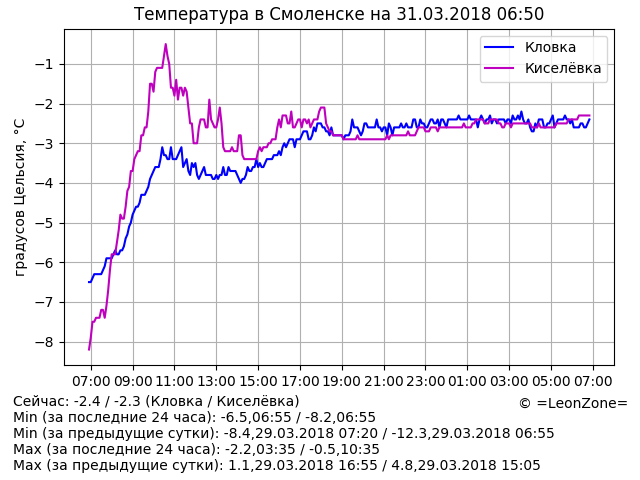 Температура в Смоленске на 31.03.2018 06:50
Кловка
Киселёвка
градусов Цельсия, °C
−1
−2
−3
−4
−5
−6
−7
−8
07:00 09:00 11:00 13:00 15:00 17:00 19:00 21:00 23:00 01:00 03:00 05:00 07:00
Сейчас: -2.4 / -2.3 (Кловка / Киселёвка)
© =LeonZone=
Min (за последние 24 часа): -6.5,06:55 / -8.2,06:55
Min (за предыдущие сутки): -8.4,29.03.2018 07:20 / -12.3,29.03.2018 06:55
Max (за последние 24 часа): -2.2,03:35 / -0.5,10:35
Max (за предыдущие сутки): 1.1,29.03.2018 16:55 / 4.8,29.03.2018 15:05